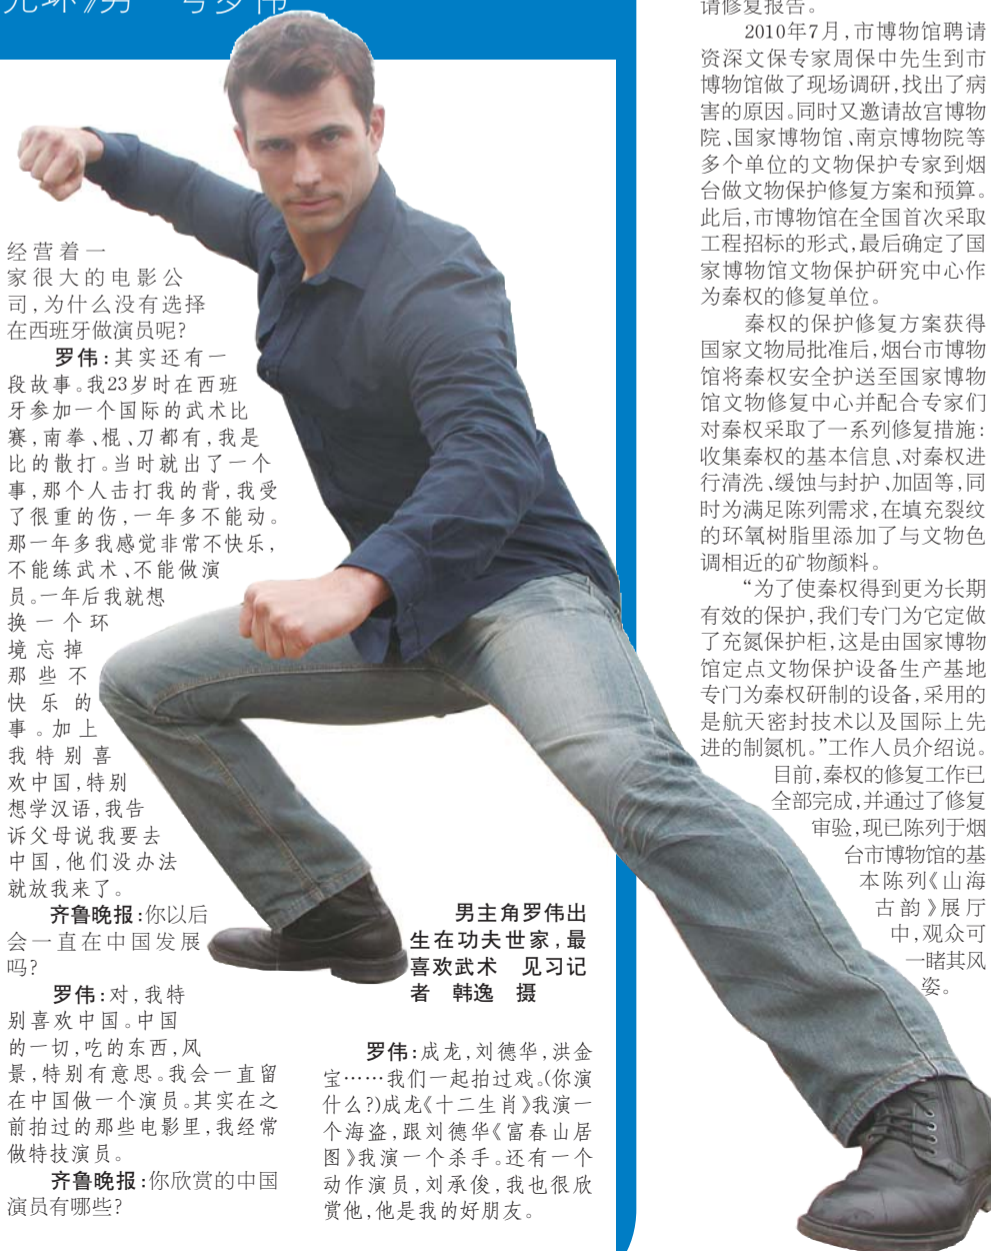 光环》男一号罗伟
经营着一
家很大的电影公
司,为什么没有选择
在西班牙做演员呢?
罗伟:其实还有一
段故事。我23岁时在西班
牙参加一个国际的武术比
赛,南拳、棍、刀都有,我是
比的散打。当时就出了一个
事,那个人击打我的背,我受
了很重的伤,一年多不能动。
那一年多我感觉非常不快乐,
不能练武术、不能做演
员。一年后我就想
换一个环
境忘掉
那些不
快乐的
事。加上
我特别喜
欢中国,特别
想学汉语,我告
诉父母说我要去
中国,他们没办法
就放我来了。
齐鲁晚报:你以后
会一直在中国发展
吗?
罗伟:对,我特
别喜欢中国。中国
的一切,吃的东西,风
景,特别有意思。我会一直留
在中国做一个演员。其实在之
前拍过的那些电影里,我经常
做特技演员。
齐鲁晚报:你欣赏的中国
演员有哪些?
男主角罗伟出
生在功夫世家,最
喜欢武术 见习记
者 韩逸 摄
罗伟:成龙,刘德华,洪金
宝……我们一起拍过戏。(你演
什么?)成龙《十二生肖》我演一
个海盗,跟刘德华《富春山居
图》我演一个杀手。还有一个
动作演员,刘承俊,我也很欣
赏他,他是我的好朋友。
请修复报告。
2010年7月,市博物馆聘请
资深文保专家周保中先生到市
博物馆做了现场调研,找出了病
害的原因。同时又邀请故宫博物
院、国家博物馆、南京博物院等
多个单位的文物保护专家到烟
台做文物保护修复方案和预算。
此后,市博物馆在全国首次采取
工程招标的形式,最后确定了国
家博物馆文物保护研究中心作
为秦权的修复单位。
秦权的保护修复方案获得
国家文物局批准后,烟台市博物
馆将秦权安全护送至国家博物
馆文物修复中心并配合专家们
对秦权采取了一系列修复措施:
收集秦权的基本信息、对秦权进
行清洗、缓蚀与封护、加固等,同
时为满足陈列需求,在填充裂纹
的环氧树脂里添加了与文物色
调相近的矿物颜料。
“为了使秦权得到更为长期
有效的保护,我们专门为它定做
了充氮保护柜,这是由国家博物
馆定点文物保护设备生产基地
专门为秦权研制的设备,采用的
是航天密封技术以及国际上先
进的制氮机。”工作人员介绍说。
目前,秦权的修复工作已
全部完成,并通过了修复
审验,现已陈列于烟
台市博物馆的基
本陈列《山海
古韵》展厅
中,观众可
一睹其风
姿。